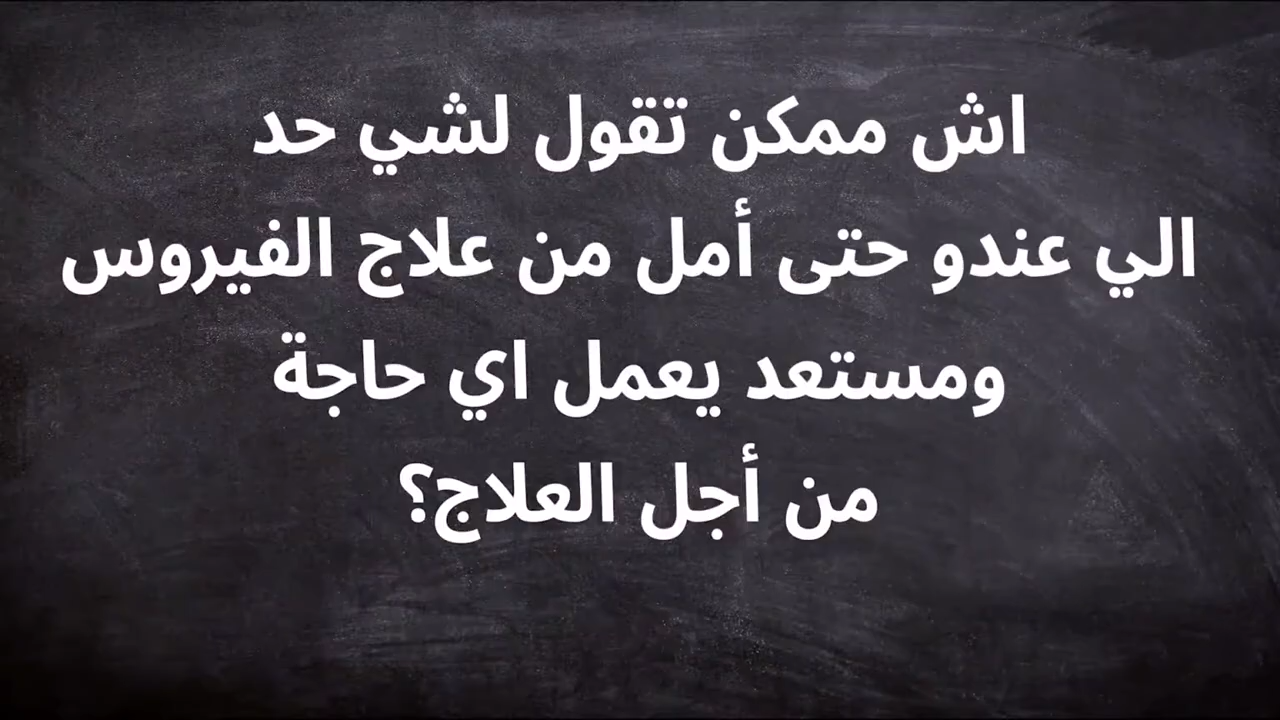 اش ممكن تقول لشي حد
الي عندو حتى أمل من علاج الفيروس
ومستعد يعمل اي حاجة
من أجل العلاج؟